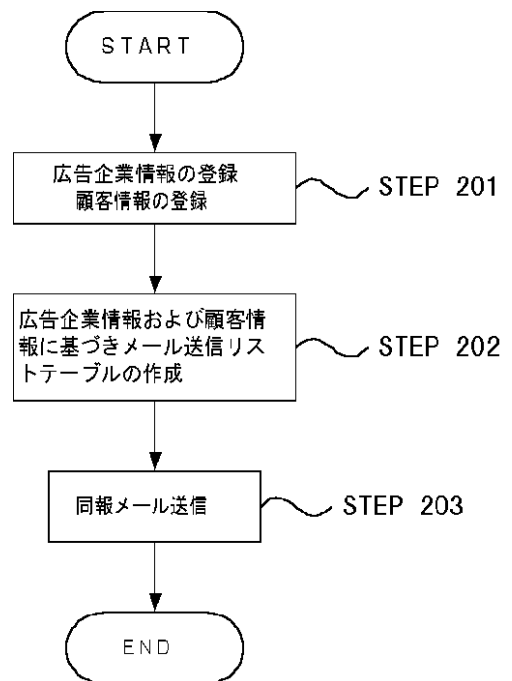 START
広告企業情報の登録
顧客情報の登録
STEP 201
広告企業情報および顧客情
報に基づきメール送信リス
トテーブルの作成
STEP 202
同報メール送信
STEP 203
END